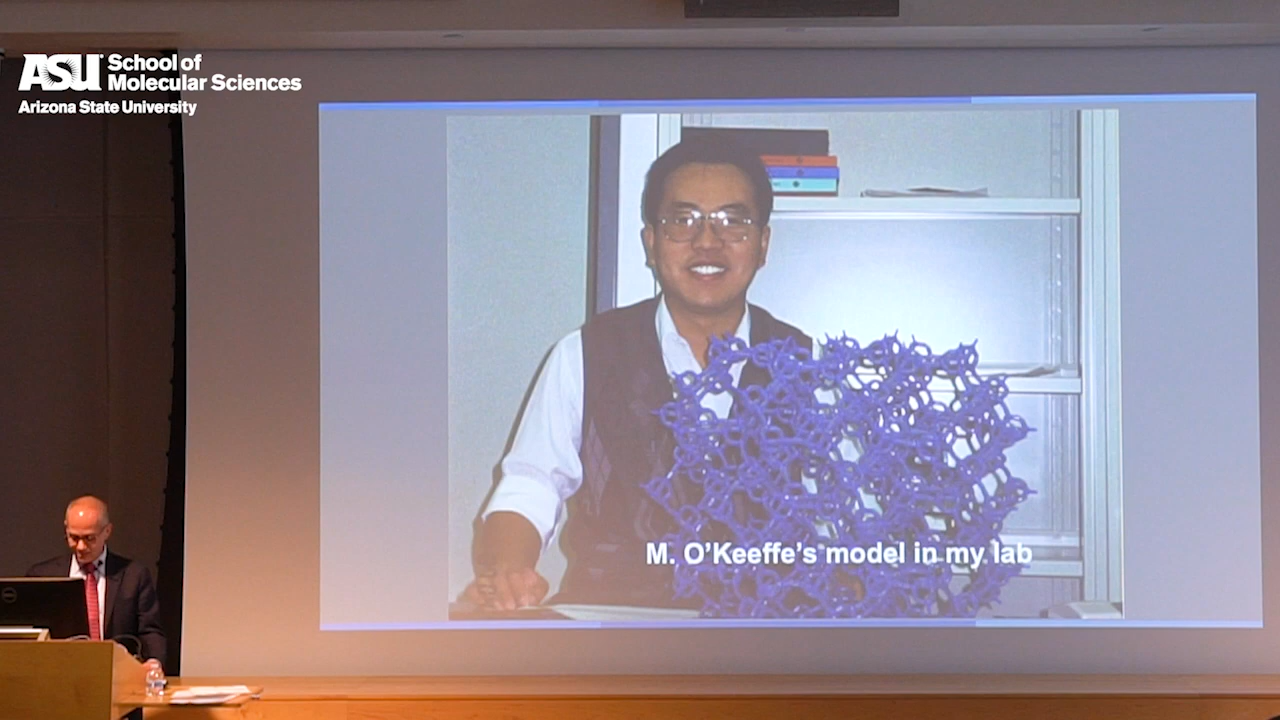 ASU School of
Molecular Sciences
Arizona State University
M. O'Keeffe's model in my lab